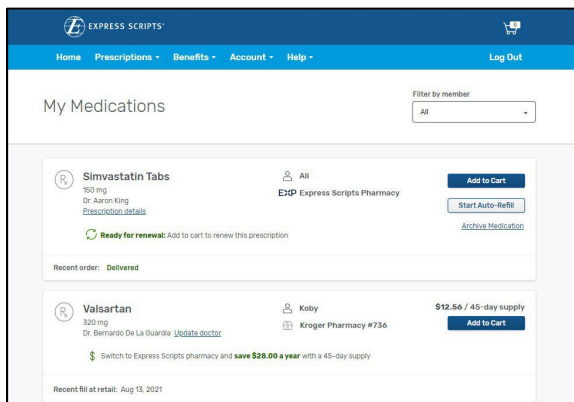 EXPRESS SCRIPTS®
Home Prescriptions Benefits Account Help Log Out
My Medications
Filter by member
All
Simvastatin Tabs
150 mg
Dr. Aaron King
Prescription details
Ali
EXP Express Scripts Pharmacy
Add to Cart
Start Auto-Refill
Archive Medication
Ready for renewal: Add to cart to renew this prescription
Recent order: Delivered
Valsartan
320 mg
Dr. Bernardo De La Guardia Update doctor
Koby
Kroger Pharmacy #736
$12.56 / 45-day supply
Add to Cart
$ Switch to Express Scripts pharmacy and save $28.00 a year with a 45-day supply
Recent fill at retail: Aug 13, 2021